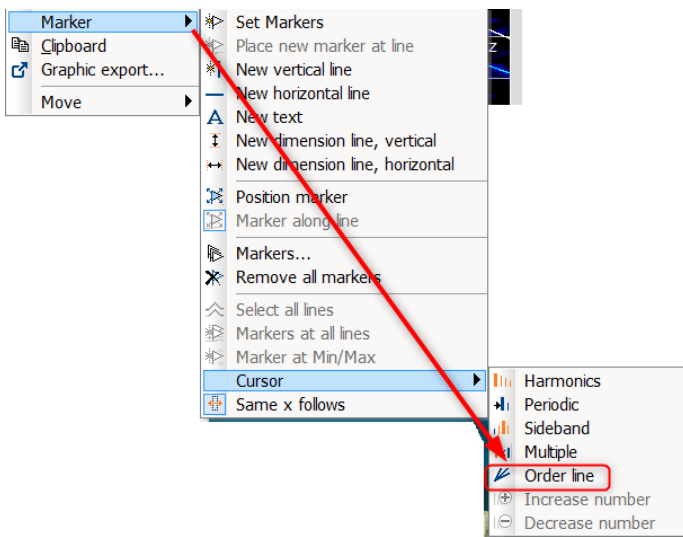 Marker
Clipboard
Graphic export...
Move
Set Markers
Place new marker at line
New vertical line
New horizontal line
New text
New dimension line, vertical
New dimension line, horizontal
Position marker
Marker along line
Markers...
Remove all markers
Select all lines
Markers at all lines
Marker at Min/Max
Cursor
Same x follows
z
Harmonics
Periodic
Sideband
Multiple
Order line
Increase number
Decrease number